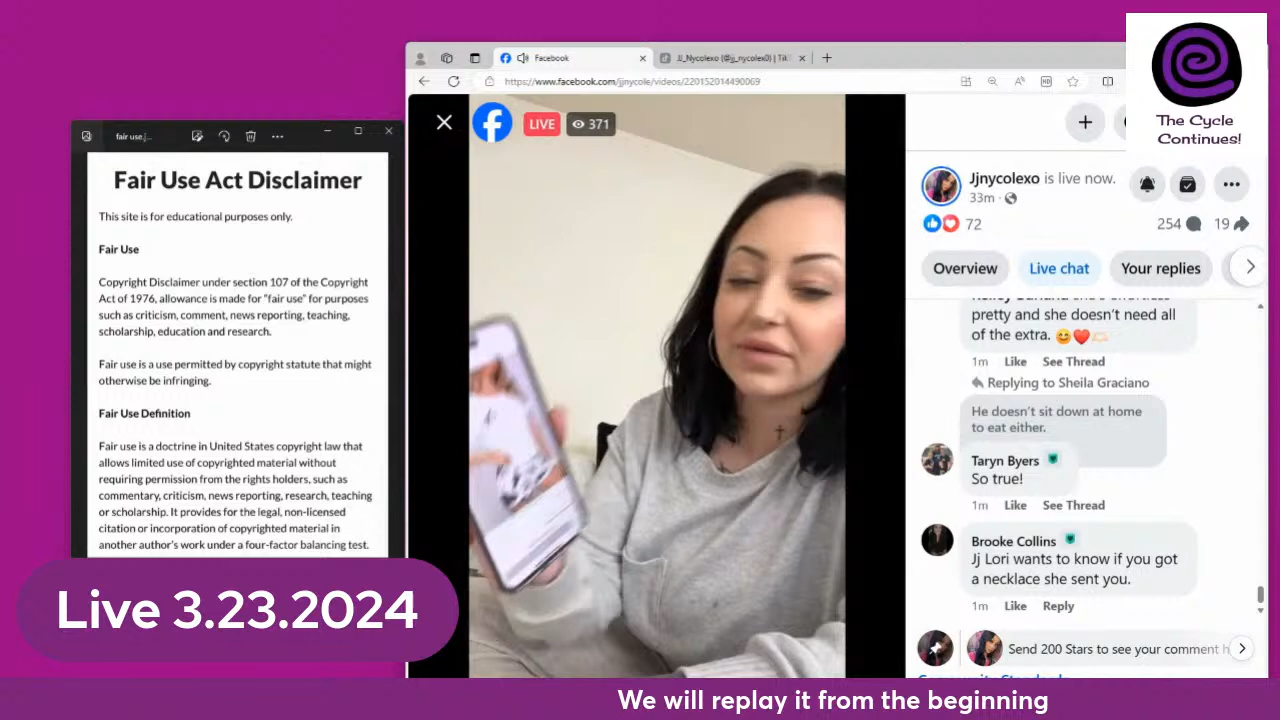 fair use.j...
Fair Use Act Disclaimer
This site is for educational purposes only.
Fair Use
Copyright Disclaimer under section 107 of the Copyright
Act of 1976, allowance is made for "fair use" for purposes
such as criticism, comment, news reporting, teaching,
scholarship, education and research.
Fair use is a use permitted by copyright statute that might
otherwise be infringing.
Fair Use Definition
Fair use is a doctrine in United States copyright law that
allows limited use of copyrighted material without
requiring permission from the rights holders, such as
commentary, criticism, news reporting, research, teaching
or scholarship. It provides for the legal, non-licensed
citation or incorporation of copyrighted material in
another author's work under a four-factor balancing test.
Live 3.23.2024
Facebook
JJ_Nycolexo (@jj_nycolex0) | Tik
https://www.facebook.com/jjnycole/videos/220152014490069
LIVE
371
The Cycle
Continues!
Jjnycolexo is live now.
33m
72
254
19
Overview
Live chat
Your replies
pretty and she doesn't need all
of the extra.
1m Like See Thread
Replying to Sheila Graciano
He doesn't sit down at home
to eat either.
Taryn Byers
So true!
1m Like See Thread
Brooke Collins
Jj Lori wants to know if you got
a necklace she sent you.
1m Like Reply
Send 200 Stars to see your comment h
We will replay it from the beginning